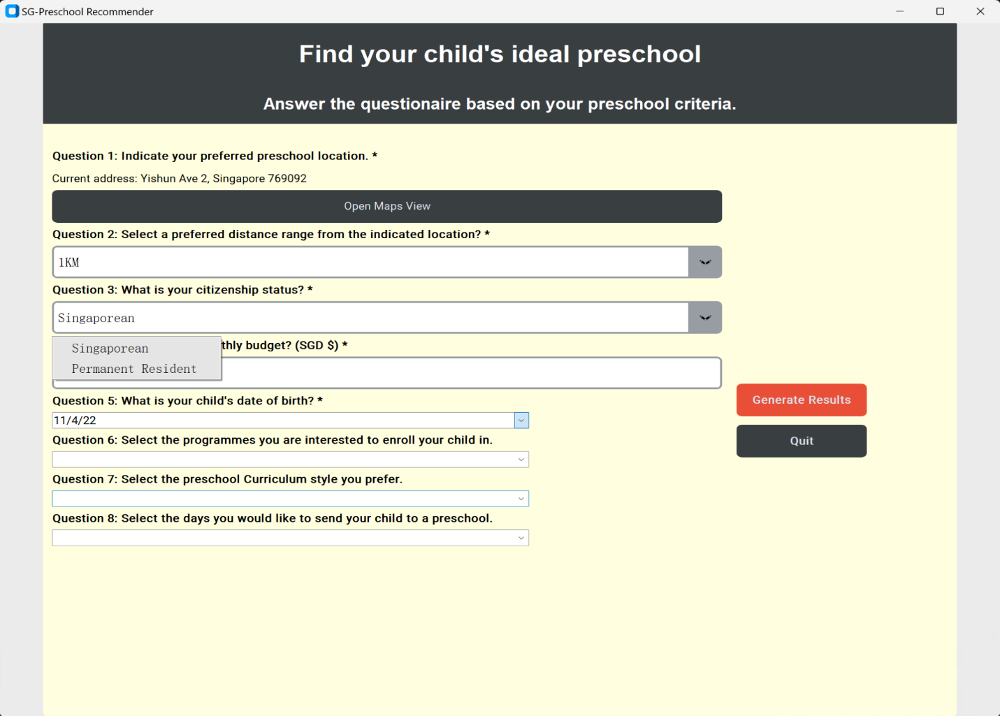 SG-Preschool Recommender
Find your child's ideal preschool
Answer the questionaire based on your preschool criteria.
Question 1: Indicate your preferred preschool location. *
Current address: Yishun Ave 2, Singapore 769092
Open Maps View
Question 2: Select a preferred distance range from the indicated location? *
1KM
Question 3: What is your citizenship status? *
Singaporean
Singaporean
Permanent Resident
budget? (SGD $) *
Question 5: What is your child's date of birth? *
11/4/22
Generate Results
Question 6: Select the programmes you are interested to enroll your child in.
Quit
Question 7: Select the preschool Curriculum style you prefer.
Question 8: Select the days you would like to send your child to a preschool.